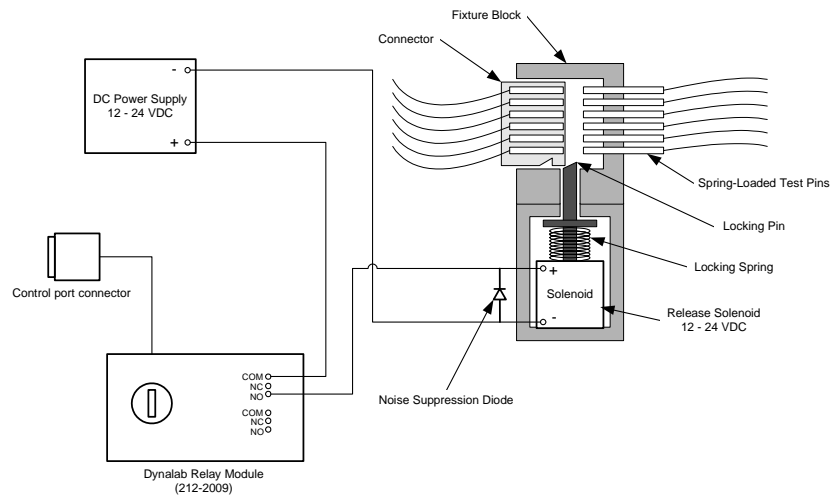 Fixture Block
Connector
-
DC Power Supply
12 - 24 VDC
+
Spring-Loaded Test Pins
Locking Pin
Locking Spring
Control port connector
+
Solenoid
-
Release Solenoid
12 - 24 VDC
COM
NC
NO
COM
NC
NO
Noise Suppression Diode
Dynalab Relay Module
(212-2009)